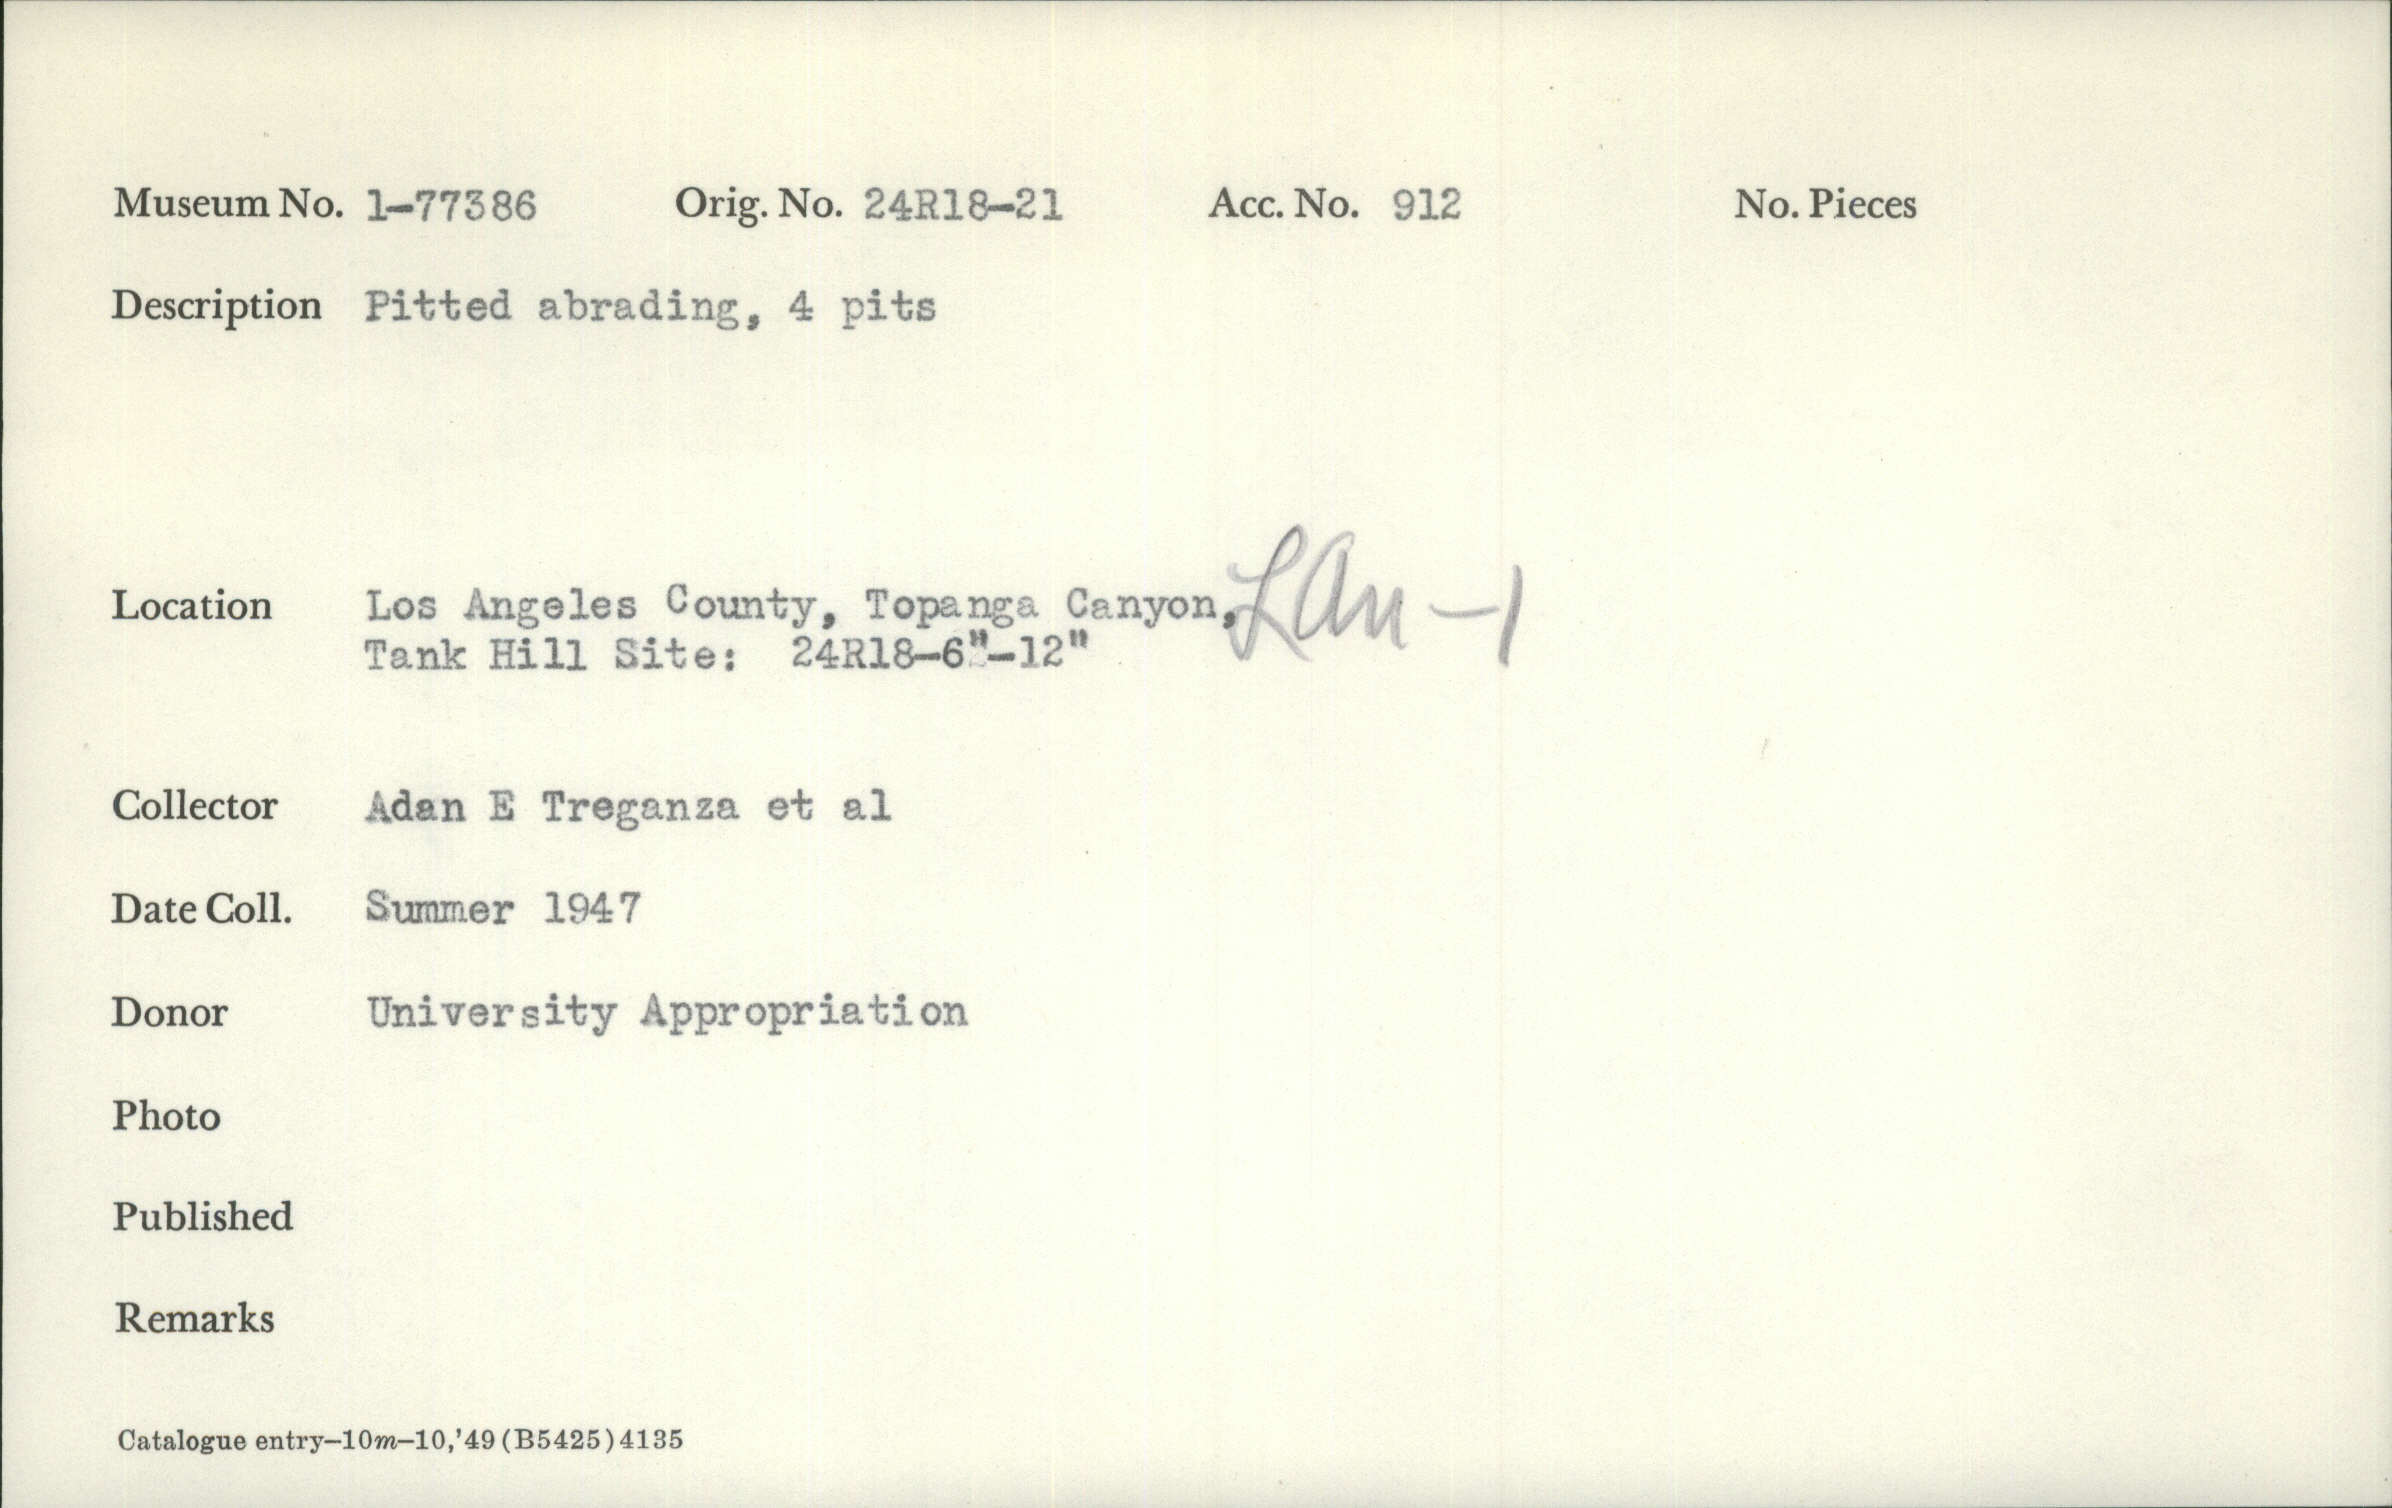 Museum No. 1-77386 Orig. No. 24R18-21 Acc. No. 912 No. Pieces
Description Pitted abrading, 4 pits
Location Los Angeles County, Topanga Canyon, LAn-1
Tank Hill Site: 24R18-6"-12"
Collector Adan E Treganza et al
Date Coll. Summer 1947
Donor University Appropriation
Photo
Published
Remarks
Catalogue entry—10m—10,'49 (B5425) 4135